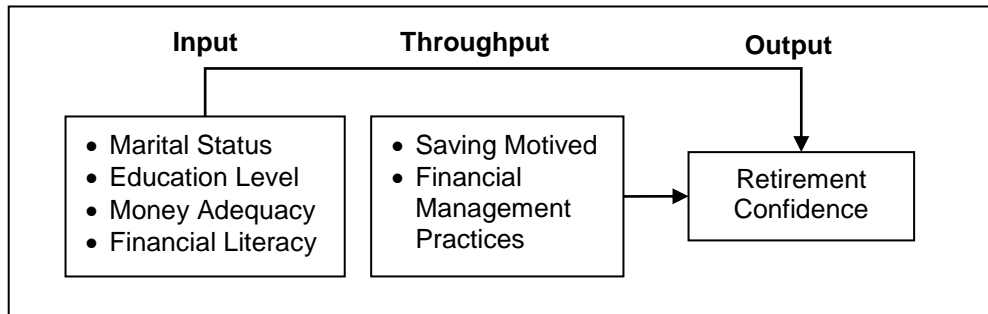 Input Throughput Output
• Marital Status
• Education Level
• Money Adequacy
• Financial Literacy
• Saving Motived
• Financial
Management
Practices
Retirement
Confidence